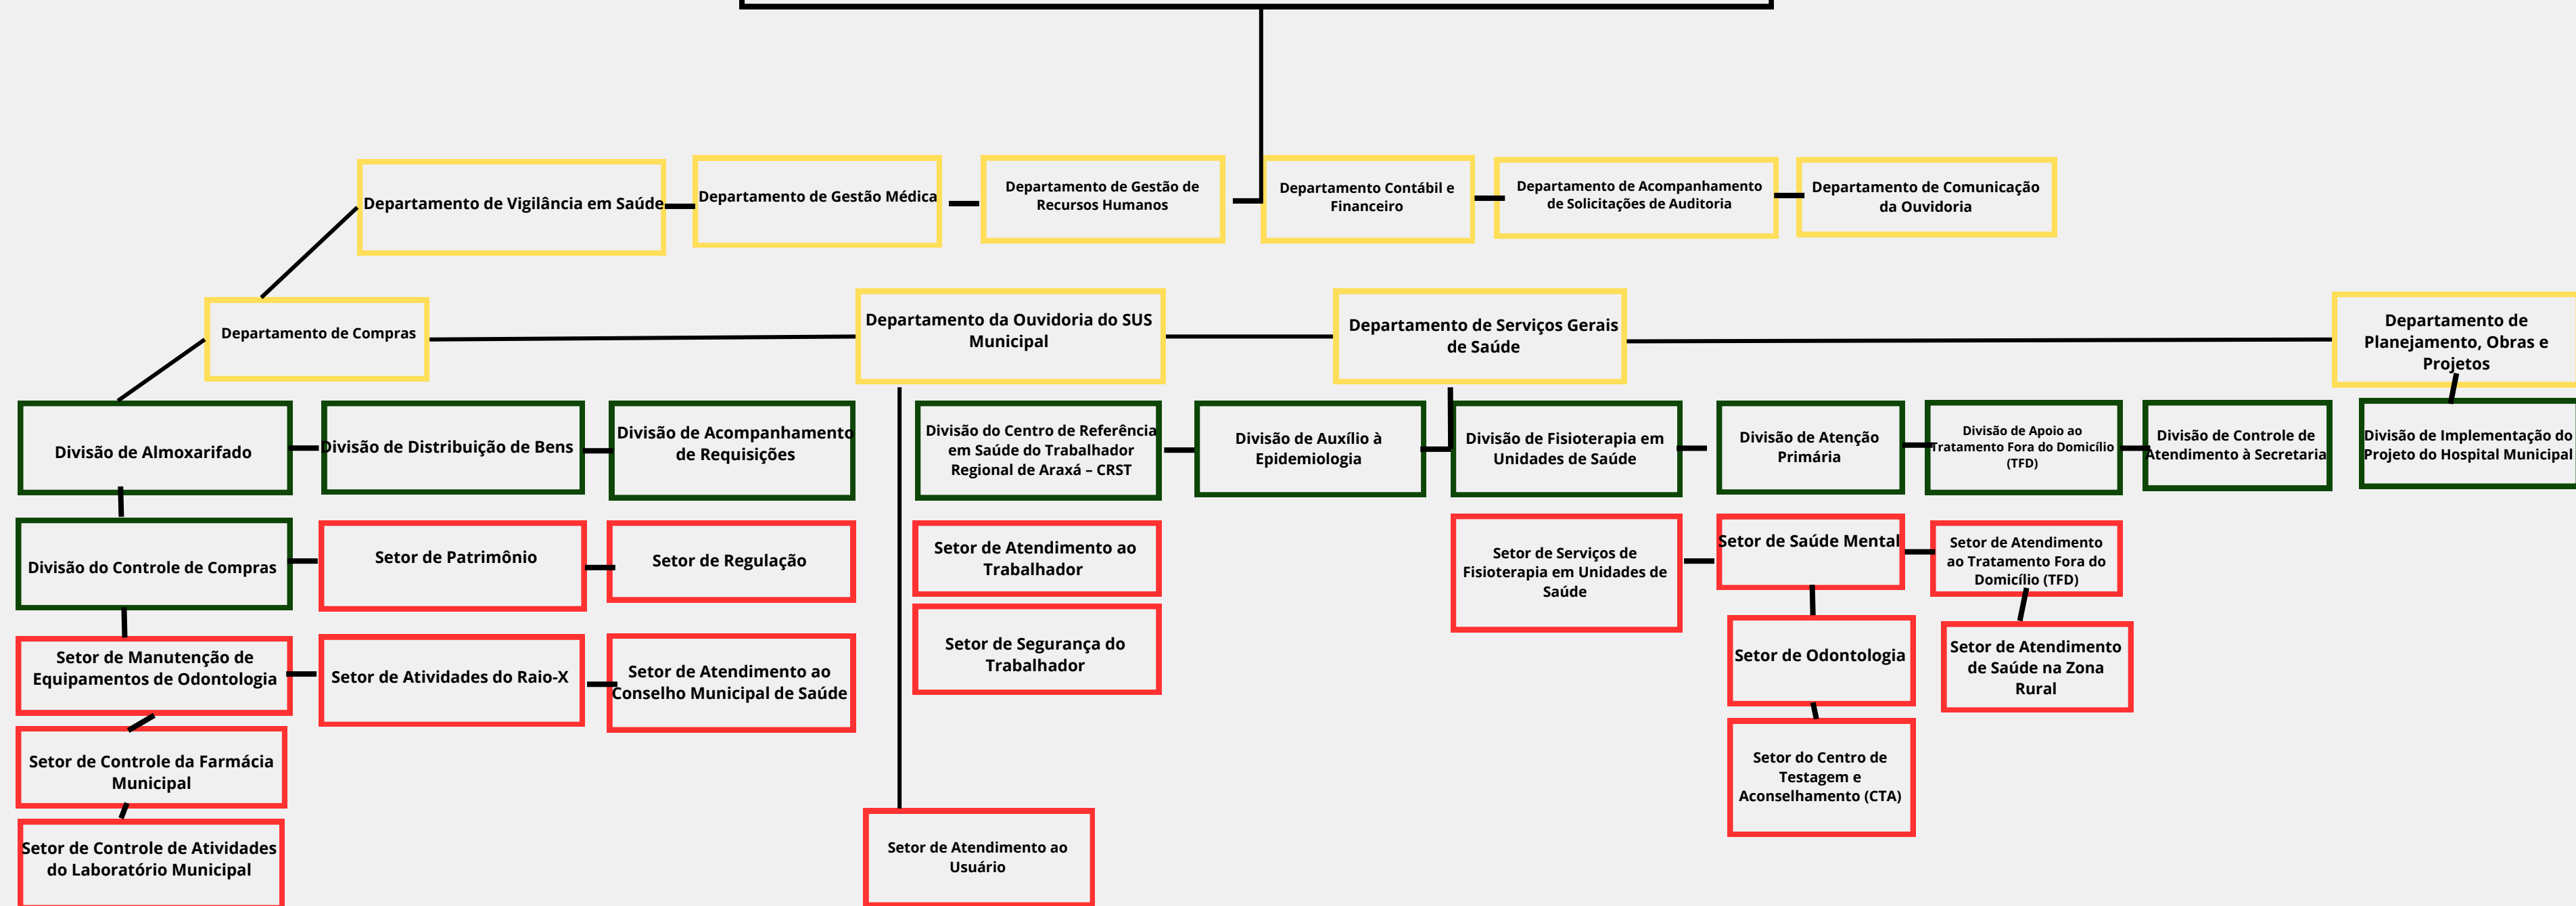 Departamento de Vigilância em Saúde
Departamento de Gestão Médica
Departamento de Gestão de
Recursos Humanos
Departamento Contábil e
Financeiro
Departamento de Acompanhamento
de Solicitações de Auditoria
Departamento de Comunicação
da Ouvidoria
Departamento de Compras
Departamento da Ouvidoria do SUS
Municipal
Departamento de Serviços Gerais
de Saúde
Departamento de
Planejamento, Obras e
Projetos
Divisão de Almoxarifado
Divisão de Distribuição de Bens
Divisão de Acompanhamento
de Requisições
Divisão do Centro de Referência
em Saúde do Trabalhador
Regional de Araxá – CRST
Divisão de Auxílio à
Epidemiologia
Divisão de Fisioterapia em
Unidades de Saúde
Divisão de Atenção
Primária
Divisão de Apoio ao
Tratamento Fora do Domicílio
(TFD)
Divisão de Controle de
Atendimento à Secretaria
Divisão de Implementação do
Projeto do Hospital Municipal
Divisão do Controle de Compras
Setor de Patrimônio
Setor de Regulação
Setor de Atendimento ao
Trabalhador
Setor de Serviços de
Fisioterapia em Unidades de
Saúde
Setor de Saúde Mental
Setor de Atendimento
ao Tratamento Fora do
Domicílio (TFD)
Setor de Manutenção de
Equipamentos de Odontologia
Setor de Atividades do Raio-X
Setor de Atendimento ao
Conselho Municipal de Saúde
Setor de Segurança do
Trabalhador
Setor de Odontologia
Setor de Atendimento
de Saúde na Zona
Rural
Setor de Controle da Farmácia
Municipal
Setor do Centro de
Testagem e
Aconselhamento (CTA)
Setor de Controle de Atividades
do Laboratório Municipal
Setor de Atendimento ao
Usuário